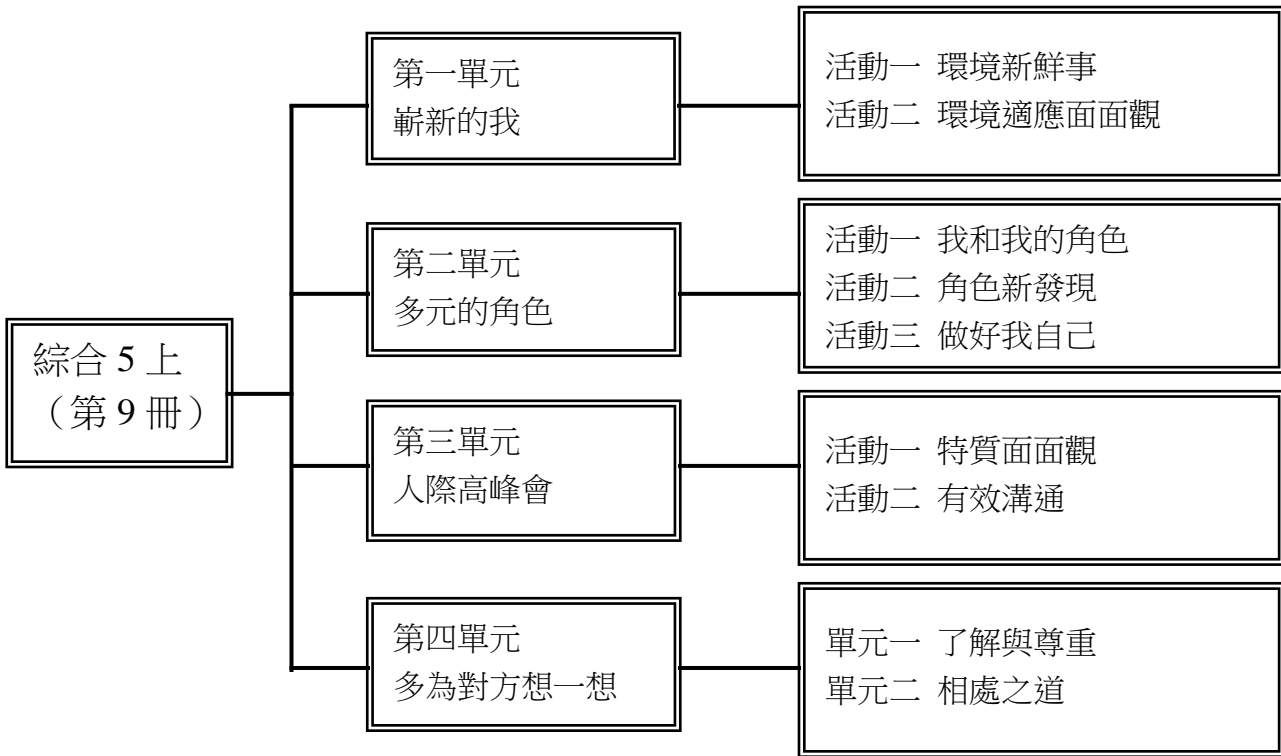 綜合 5 上
（第 9 冊）
第一單元
嶄新的我
活動一 環境新鮮事
活動二 環境適應面面觀
第二單元
多元的角色
活動一 我和我的角色
活動二 角色新發現
活動三 做好我自己
第三單元
人際高峰會
活動一 特質面面觀
活動二 有效溝通
第四單元
多為對方想一想
單元一 了解與尊重
單元二 相處之道